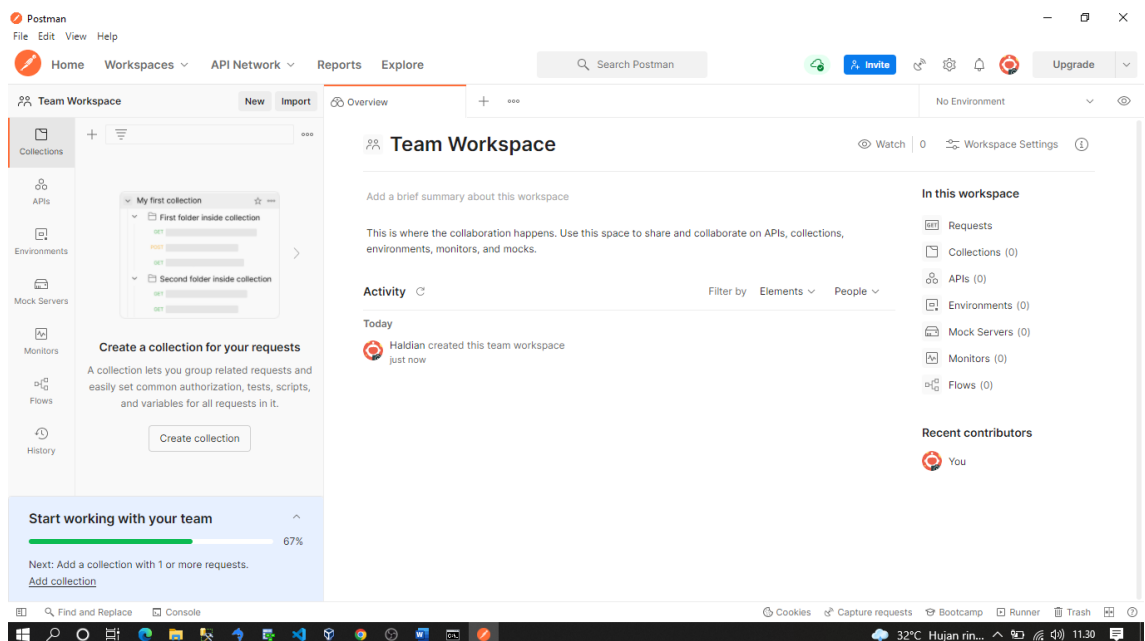 Postman
File Edit View Help
Home Workspaces API Network Reports Explore Search Postman Invite Upgrade
Team Workspace New Import Overview No Environment
Collections
APIs
Environments
Mock Servers
Monitors
Flows
History
My first collection
First folder inside collection
GET
POST
GET
Second folder inside collection
GET
GET
Create a collection for your requests
A collection lets you group related requests and
easily set common authorization, tests, scripts,
and variables for all requests in it.
Create collection
Start working with your team
67%
Next: Add a collection with 1 or more requests.
Add collection
Team Workspace
Watch 0 Workspace Settings
Add a brief summary about this workspace
This is where the collaboration happens. Use this space to share and collaborate on APIs, collections,
environments, monitors, and mocks.
Activity Filter by Elements People
Today
Haldian created this team workspace
just now
In this workspace
GET Requests
Collections (0)
APIs (0)
Environments (0)
Mock Servers (0)
Monitors (0)
Flows (0)
Recent contributors
You
Find and Replace Console Cookies Capture requests Bootcamp Runner Trash
32°C Hujan rin... 11.30